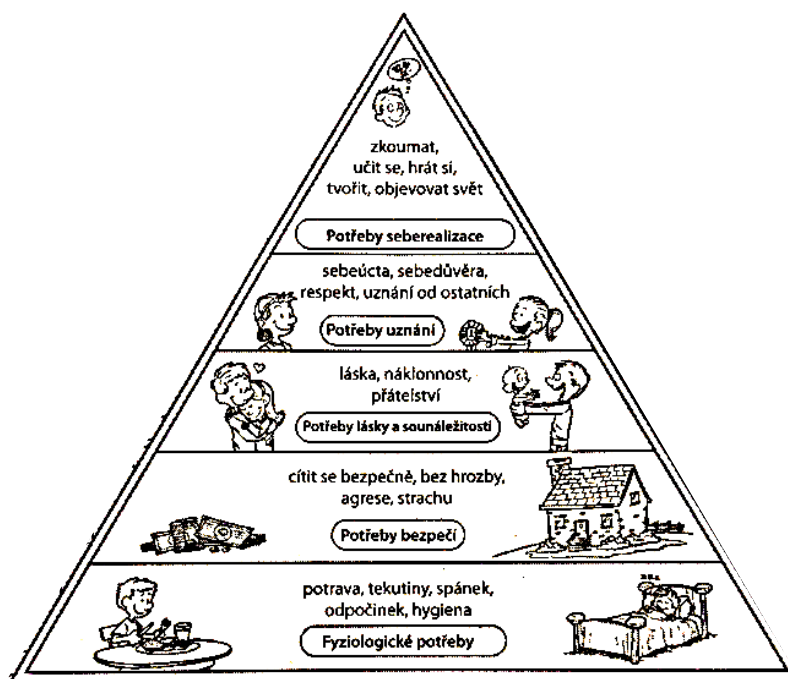 zkoumat,
učit se, hrát si,
tvořit, objevovat svět
Potřeby seberealizace
sebeúcta, sebedůvěra,
respekt, uznání od ostatních
Potřeby uznání
láska, náklonnost,
přátelství
Potřeby lásky a sounáležitosti
cítit se bezpečně, bez hrozby,
agrese, strachu
Potřeby bezpečí
zzz
potrava, tekutiny, spánek,
odpočinek, hygiena
Fyziologické potřeby